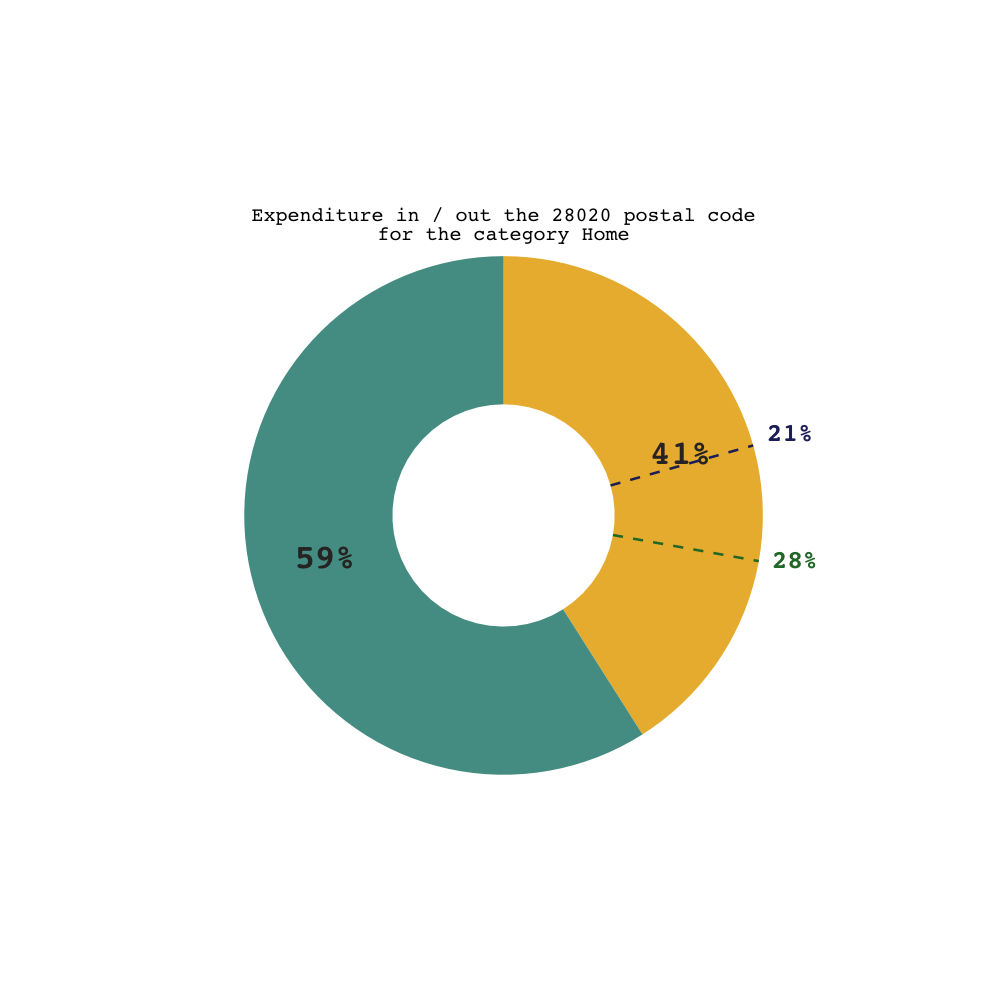 Expenditure in / out the 28020 postal code
for the category Home
21%
41%
59%
28%